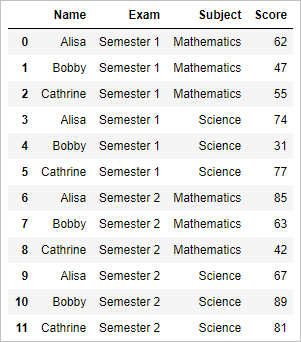 Name Exam Subject Score
0 Alisa Semester 1 Mathematics 62
1 Bobby Semester 1 Mathematics 47
2 Cathrine Semester 1 Mathematics 55
3 Alisa Semester 1 Science 74
4 Bobby Semester 1 Science 31
5 Cathrine Semester 1 Science 77
6 Alisa Semester 2 Mathematics 85
7 Bobby Semester 2 Mathematics 63
8 Cathrine Semester 2 Mathematics 42
9 Alisa Semester 2 Science 67
10 Bobby Semester 2 Science 89
11 Cathrine Semester 2 Science 81